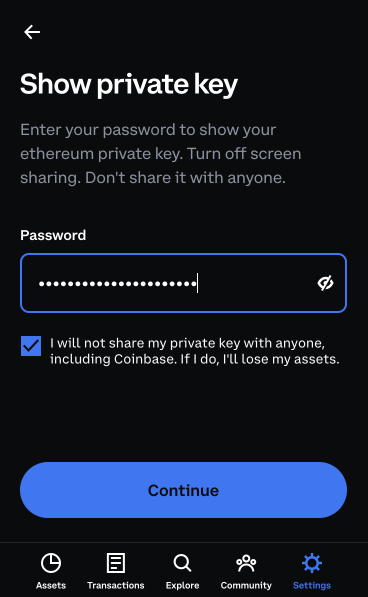 Show private key
Enter your password to show your
ethereum private key. Turn off screen
sharing. Don't share it with anyone.
Password
••••••••••••••••••••••
I will not share my private key with anyone,
including Coinbase. If I do, I'll lose my assets.
Continue
Assets Transactions Explore Community Settings